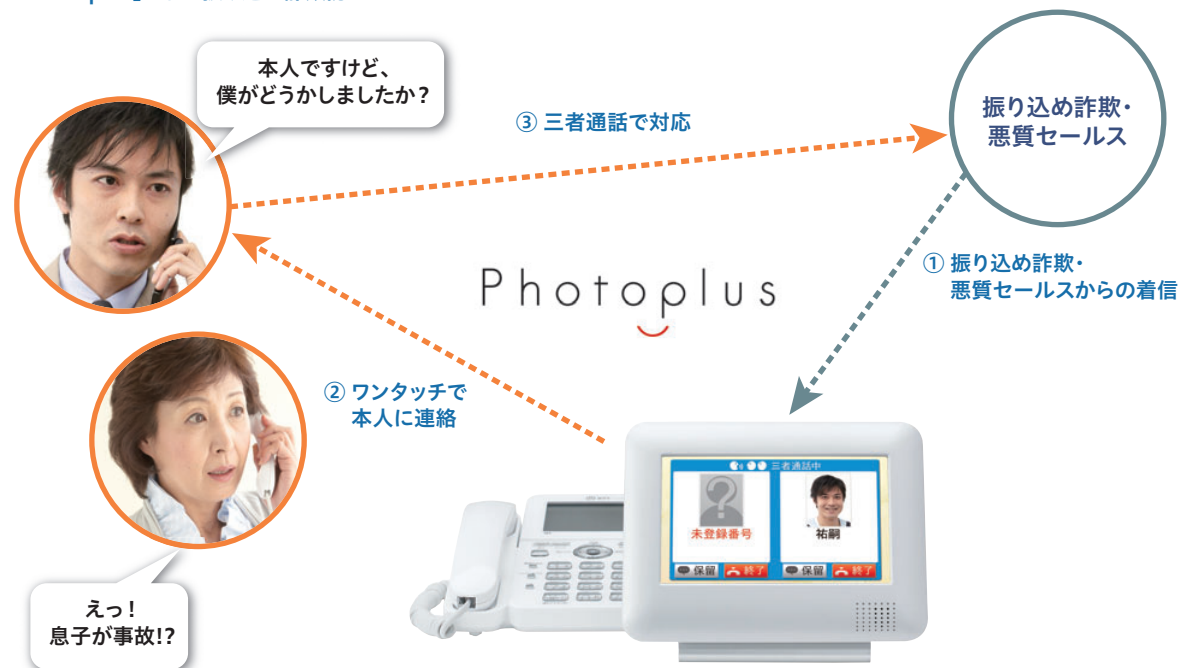 本人ですけど、
僕がどうかしましたか？
③ 三者通話で対応
振り込め詐欺・
悪質セールス
① 振り込め詐欺・
悪質セールスからの着信
Photoplus
② ワンタッチで
本人に連絡
三者通話中
未登録番号
祐嗣
保留
終了
保留
終了
えっ！
息子が事故!?